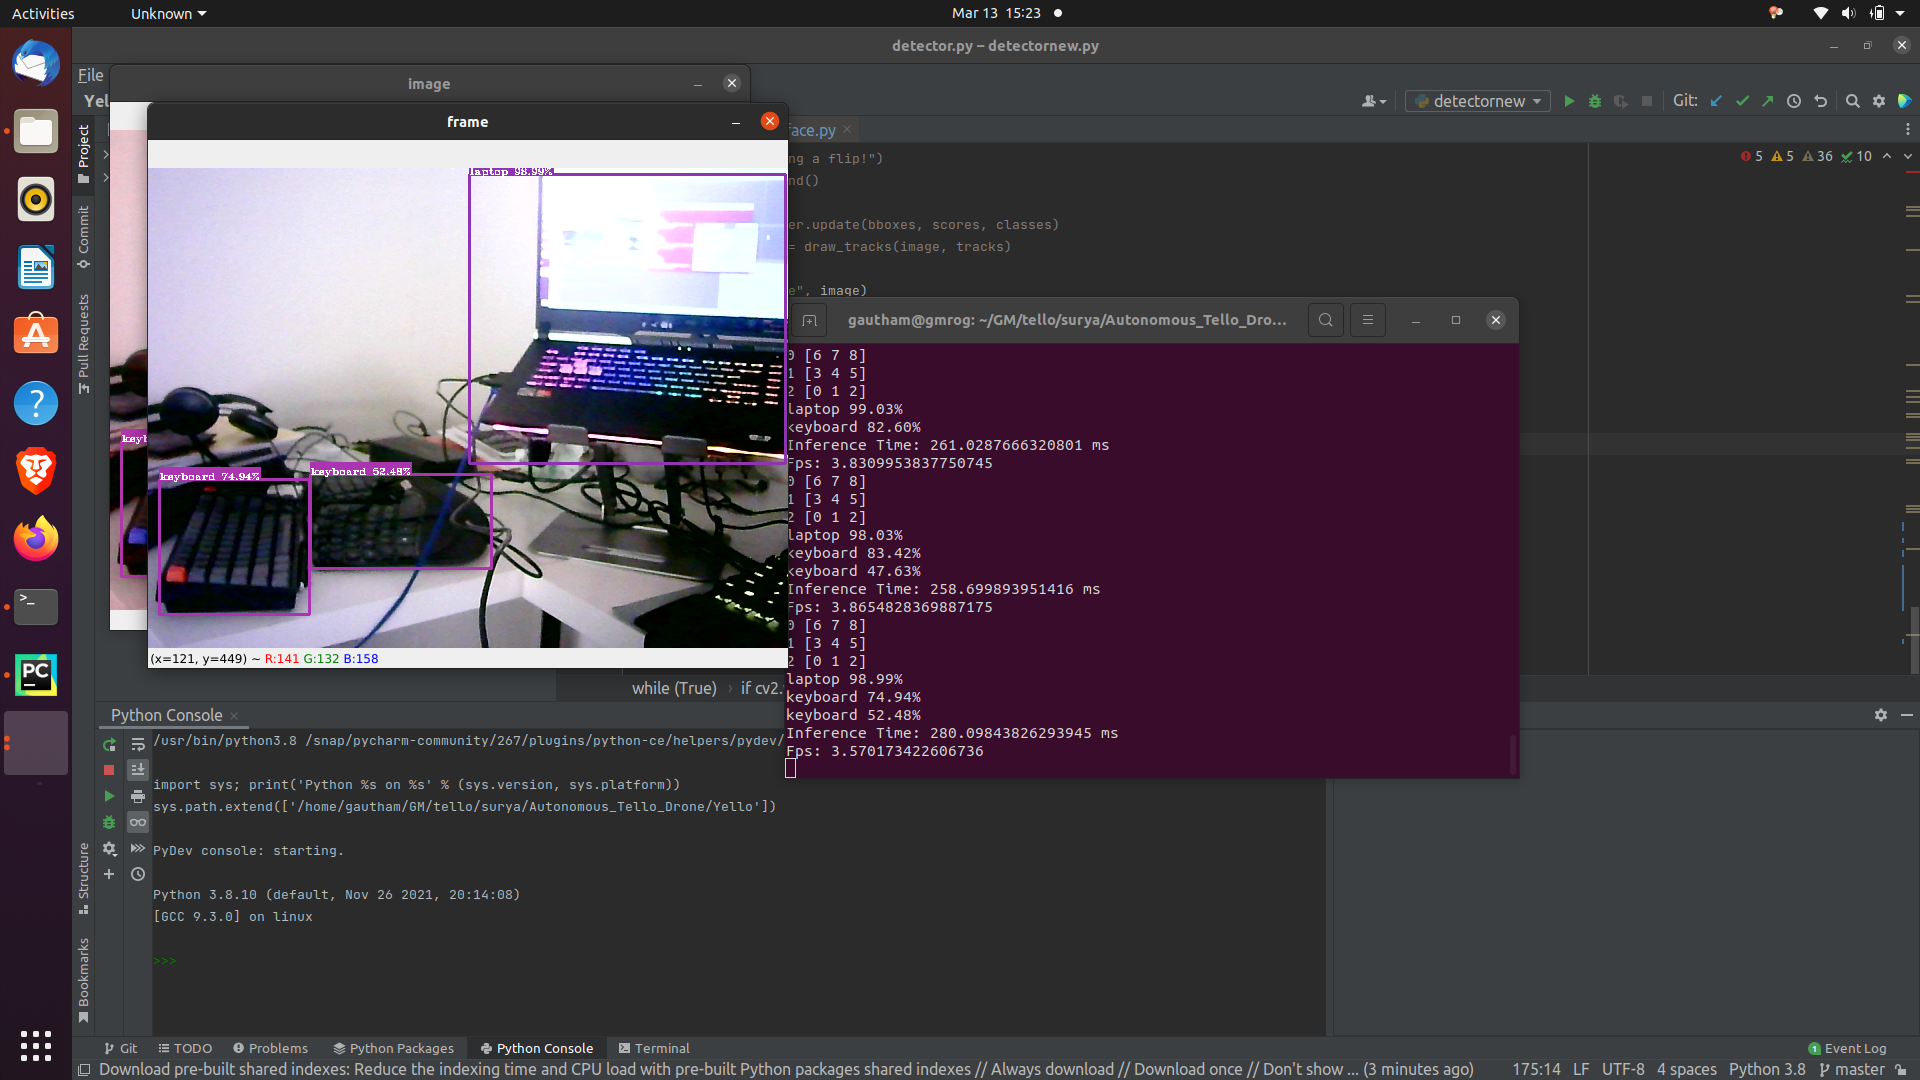 Activities
Unknown
Mar 13 15:23
detector.py – detectornew.py
File
Yel
image
frame
detectornew
Git:
face.py
Project
Commit
Pull Requests
Structure
Bookmarks
5 5 36 10
ng a flip!")
nd()
er.update(bboxes, scores, classes)
= draw_tracks(image, tracks)
e", image)
laptop 98.99%
keyb
keyboard 74.94%
keyboard 52.48%
(x=121, y=449) ~ R:141 G:132 B:158
gautham@gmrog: ~/GM/tello/surya/Autonomous_Tello_Dro...
0 [6 7 8]
1 [3 4 5]
2 [0 1 2]
laptop 99.03%
keyboard 82.60%
Inference Time: 261.0287666320801 ms
Fps: 3.8309953837750745
0 [6 7 8]
1 [3 4 5]
2 [0 1 2]
laptop 98.03%
keyboard 83.42%
keyboard 47.63%
Inference Time: 258.699893951416 ms
Fps: 3.8654828369887175
0 [6 7 8]
1 [3 4 5]
2 [0 1 2]
laptop 98.99%
keyboard 74.94%
keyboard 52.48%
Inference Time: 280.09843826293945 ms
Fps: 3.570173422606736
while (True) › if cv2.
Python Console
/usr/bin/python3.8 /snap/pycharm-community/267/plugins/python-ce/helpers/pydev/
import sys; print('Python %s on %s' % (sys.version, sys.platform))
sys.path.extend(['/home/gautham/GM/tello/surya/Autonomous_Tello_Drone/Yello'])
PyDev console: starting.
Python 3.8.10 (default, Nov 26 2021, 20:14:08)
[GCC 9.3.0] on linux
>>>
Git
TODO
Problems
Python Packages
Python Console
Terminal
1 Event Log
Download pre-built shared indexes: Reduce the indexing time and CPU load with pre-built Python packages shared indexes // Always download // Download once // Don't show ... (3 minutes ago)
175:14 LF UTF-8 4 spaces Python 3.8 master